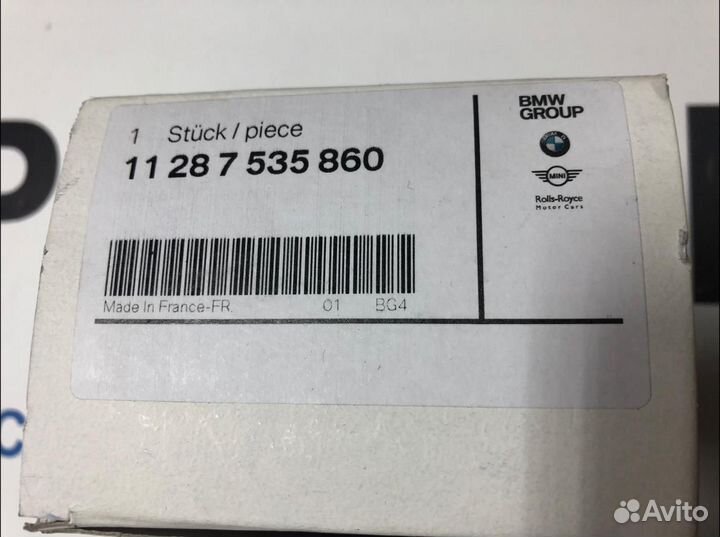 1 Stück / piece
11 28 7 535 860
Made In France-FR. 01 BG4
BMW
GROUP
MINI
Rolls-Royce
Motor Cars
Avito